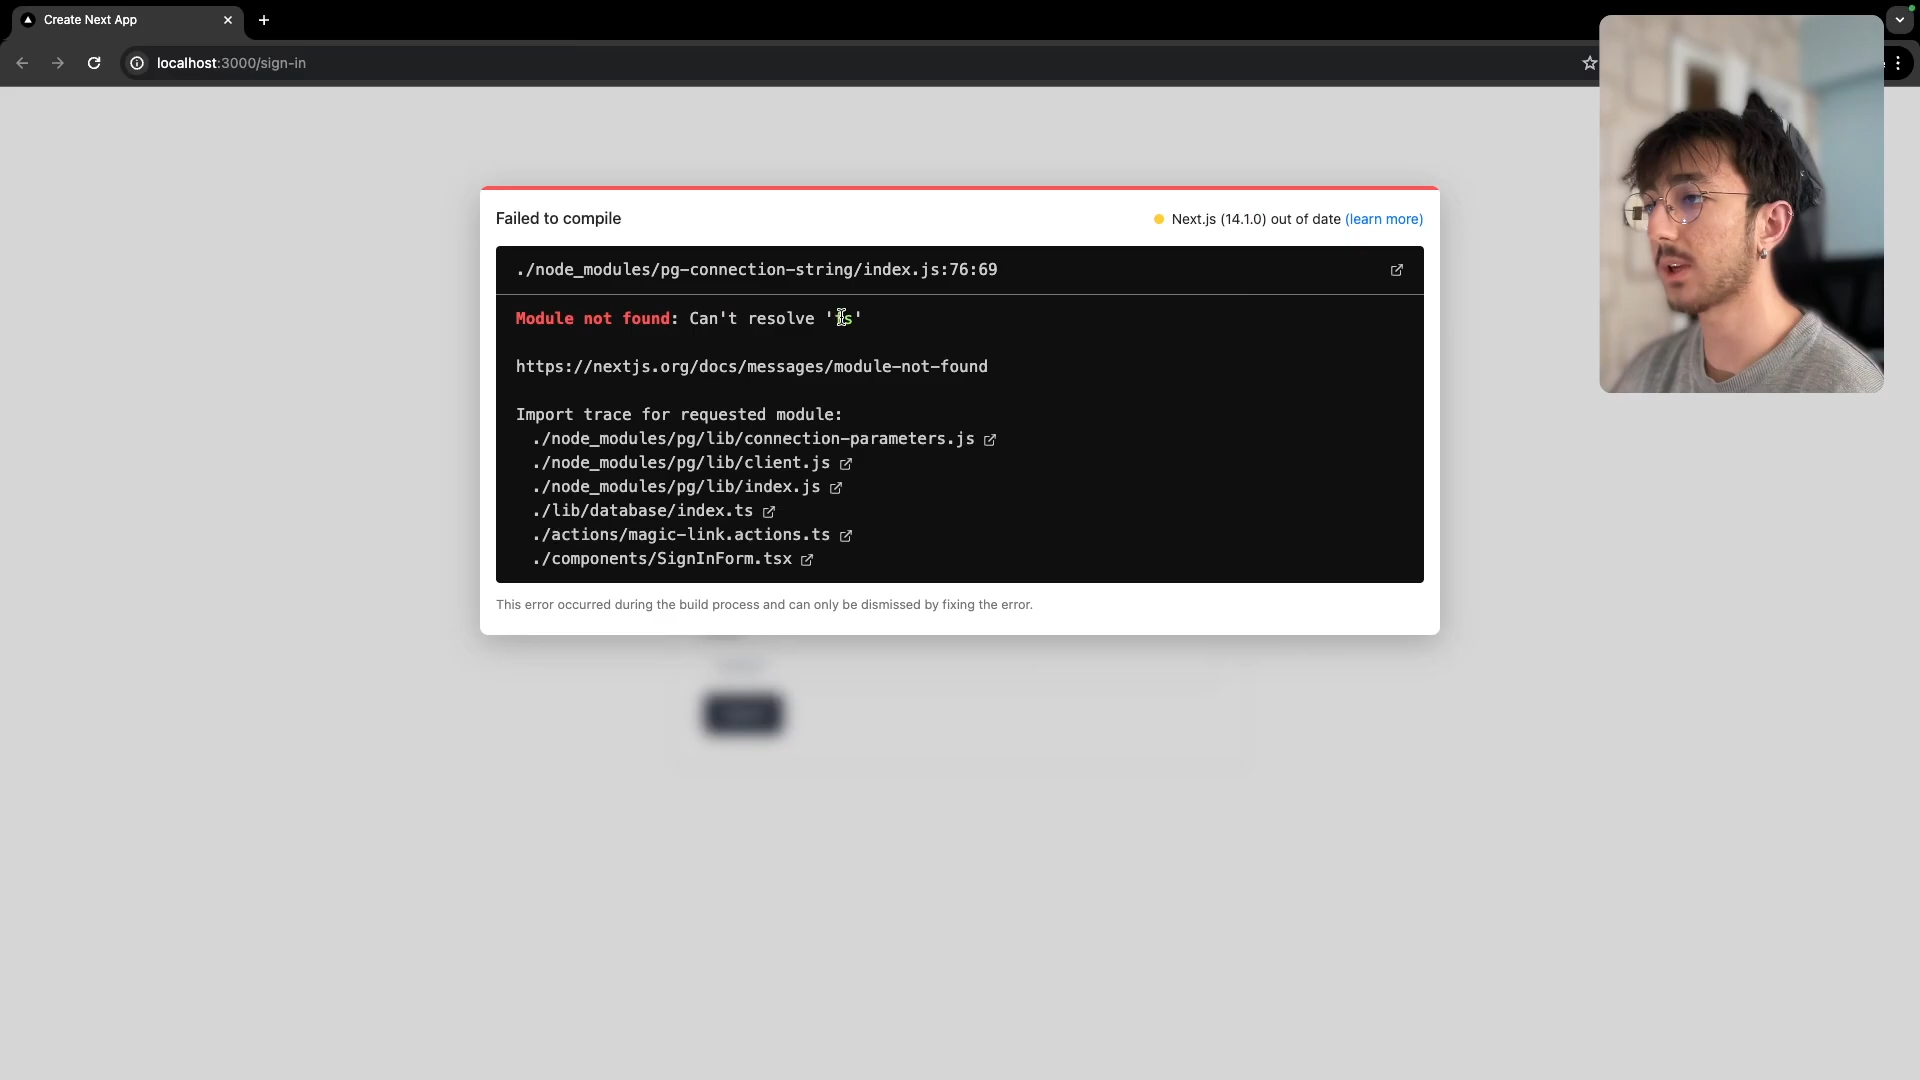 Create Next App
localhost:3000/sign-in
Failed to compile
Next.js (14.1.0) out of date (learn more)
./node_modules/pg-connection-string/index.js:76:69
Module not found: Can't resolve 'fs'
https://nextjs.org/docs/messages/module-not-found
Import trace for requested module:
./node_modules/pg/lib/connection-parameters.js
./node_modules/pg/lib/client.js
./node_modules/pg/lib/index.js
./lib/database/index.ts
./actions/magic-link.actions.ts
./components/SignInForm.tsx
This error occurred during the build process and can only be dismissed by fixing the error.